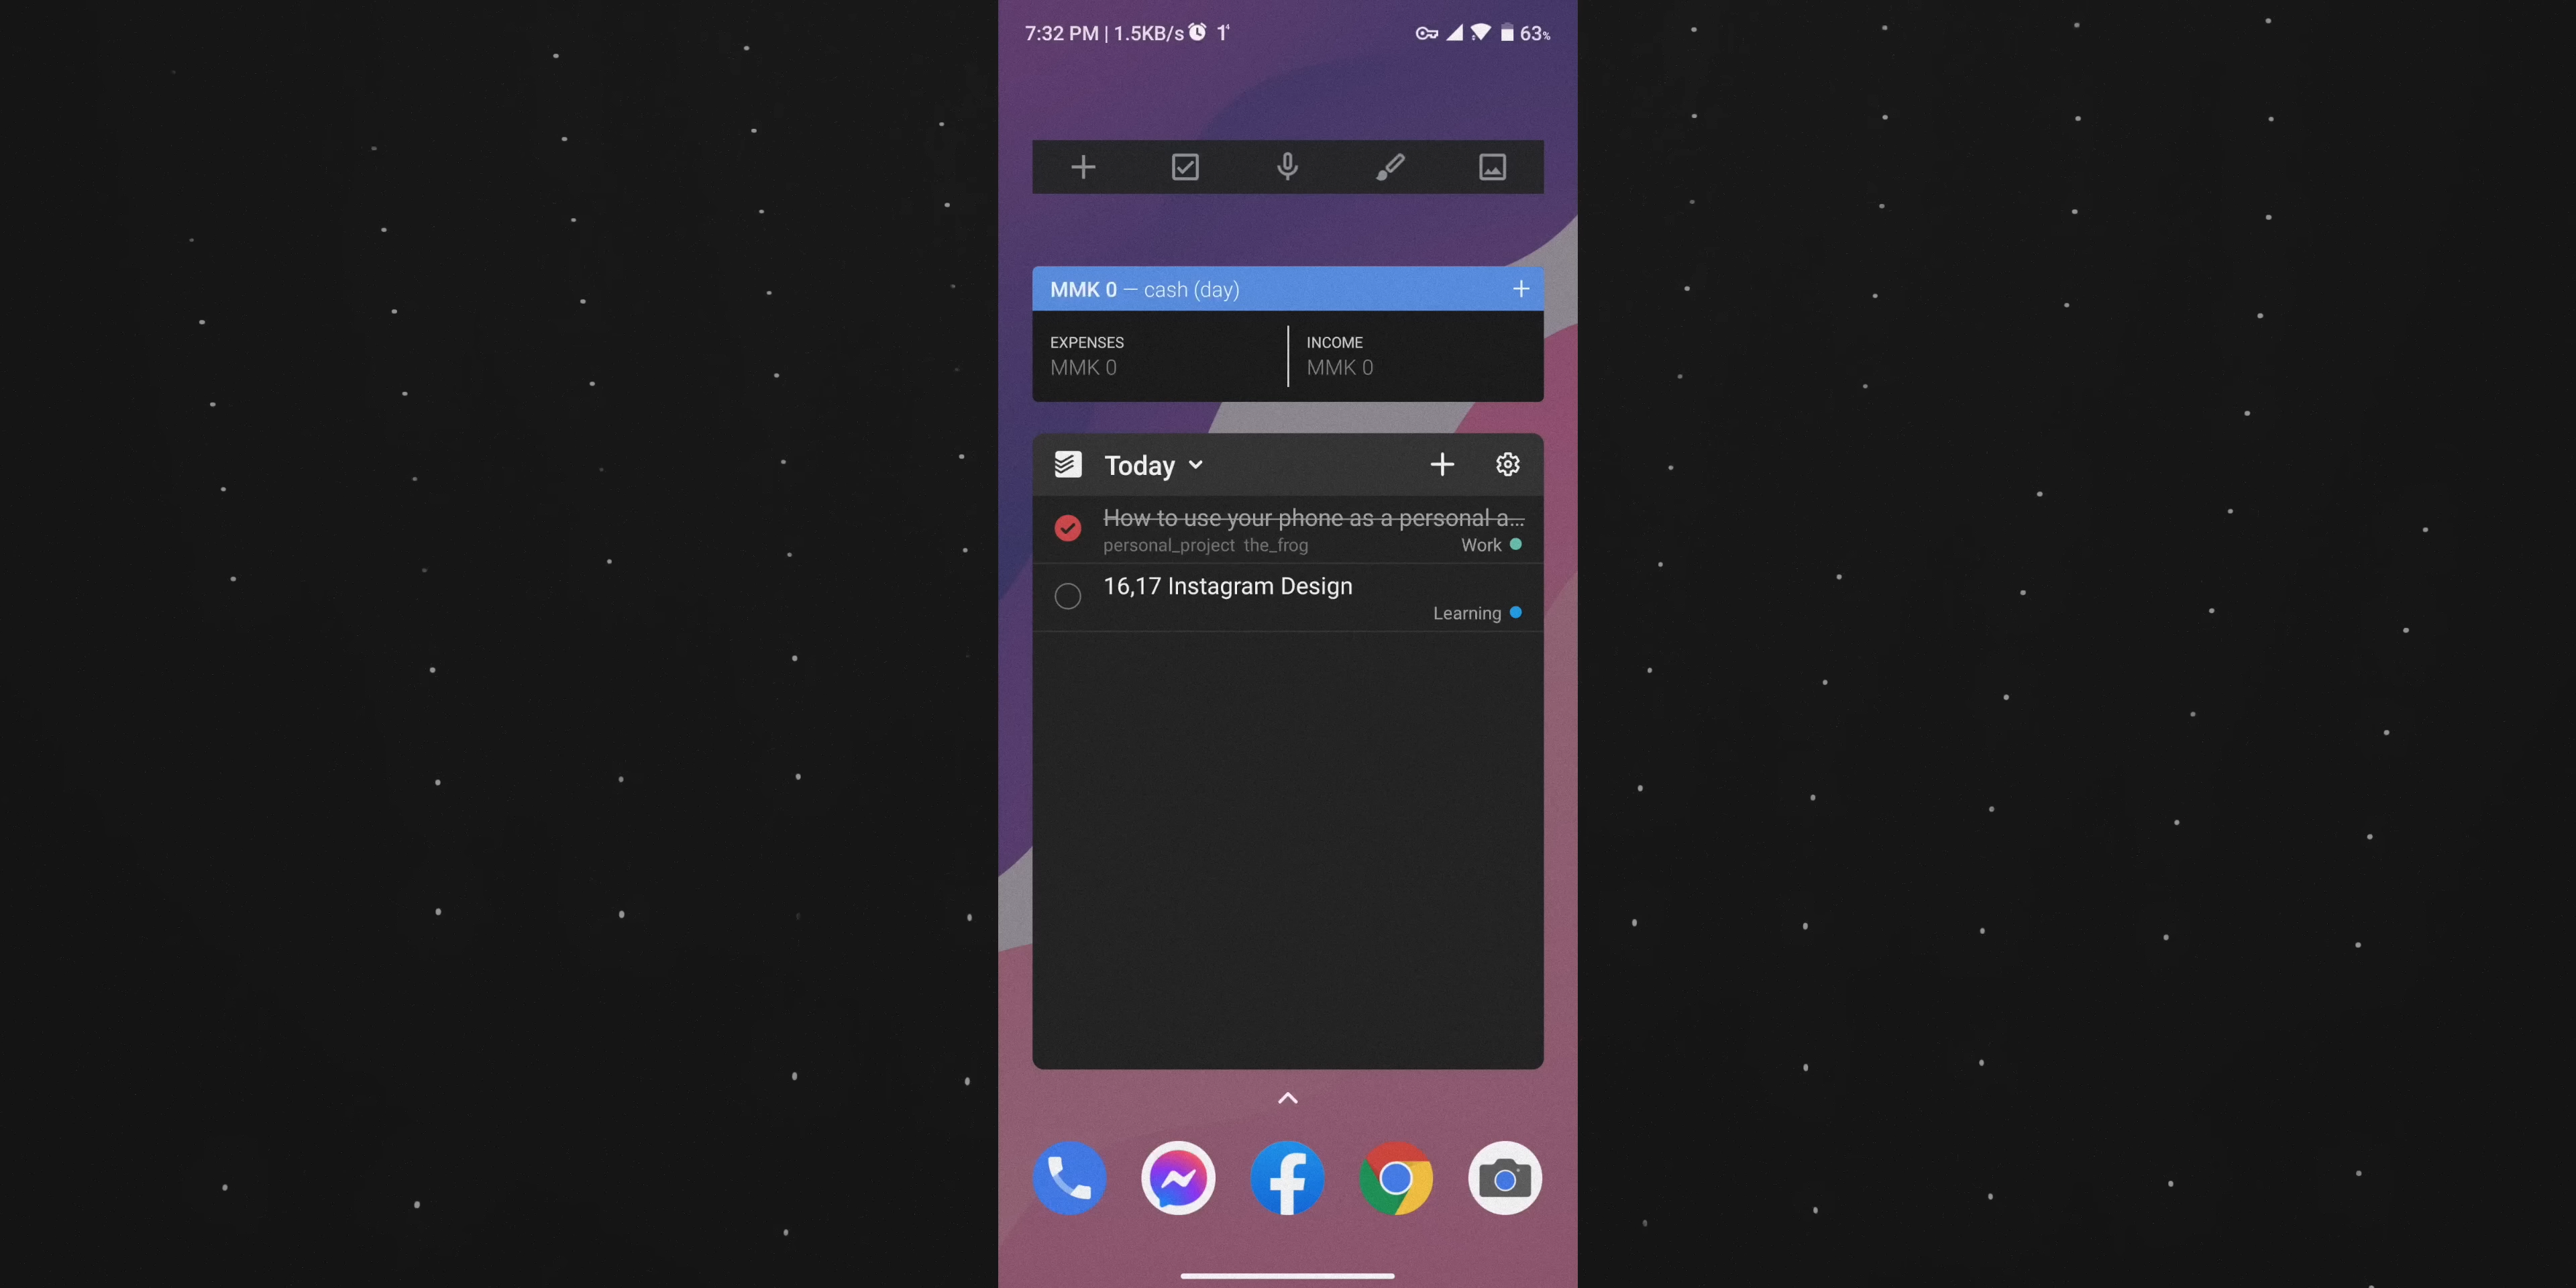 7:32 PM | 1.5KB/s 63%
MMK 0 — cash (day)
EXPENSES
MMK 0
INCOME
MMK 0
Today
How to use your phone as a personal a...
personal_project the_frog Work
16,17 Instagram Design
Learning